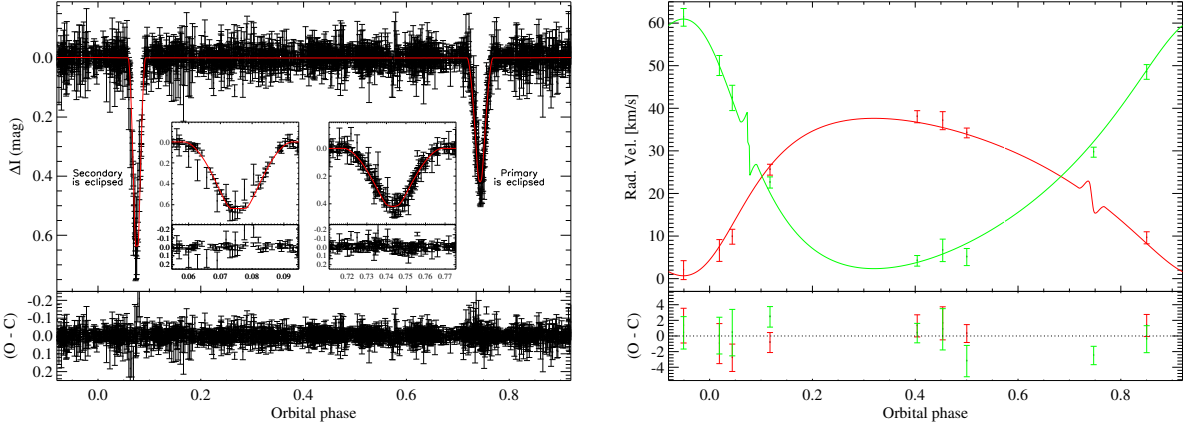 0.0
0.2
0.4
0.6
ΔI (mag)
Secondary
is eclipsed
Primary
is eclipsed
0.0
0.2
0.4
0.6
-0.2
-0.1
0.0
0.1
0.2
0.06 0.07 0.08 0.09
0.0
0.2
0.4
0.6
-0.2
-0.1
0.0
0.1
0.2
0.72 0.73 0.74 0.75 0.76 0.77
(O - C)
-0.2
-0.1
0.0
0.1
0.2
0.0 0.2 0.4 0.6 0.8
Orbital phase
60
50
40
30
20
10
0
Rad. Vel. [km/s]
(O - C)
4
2
0
-2
-4
0.0 0.2 0.4 0.6 0.8
Orbital phase